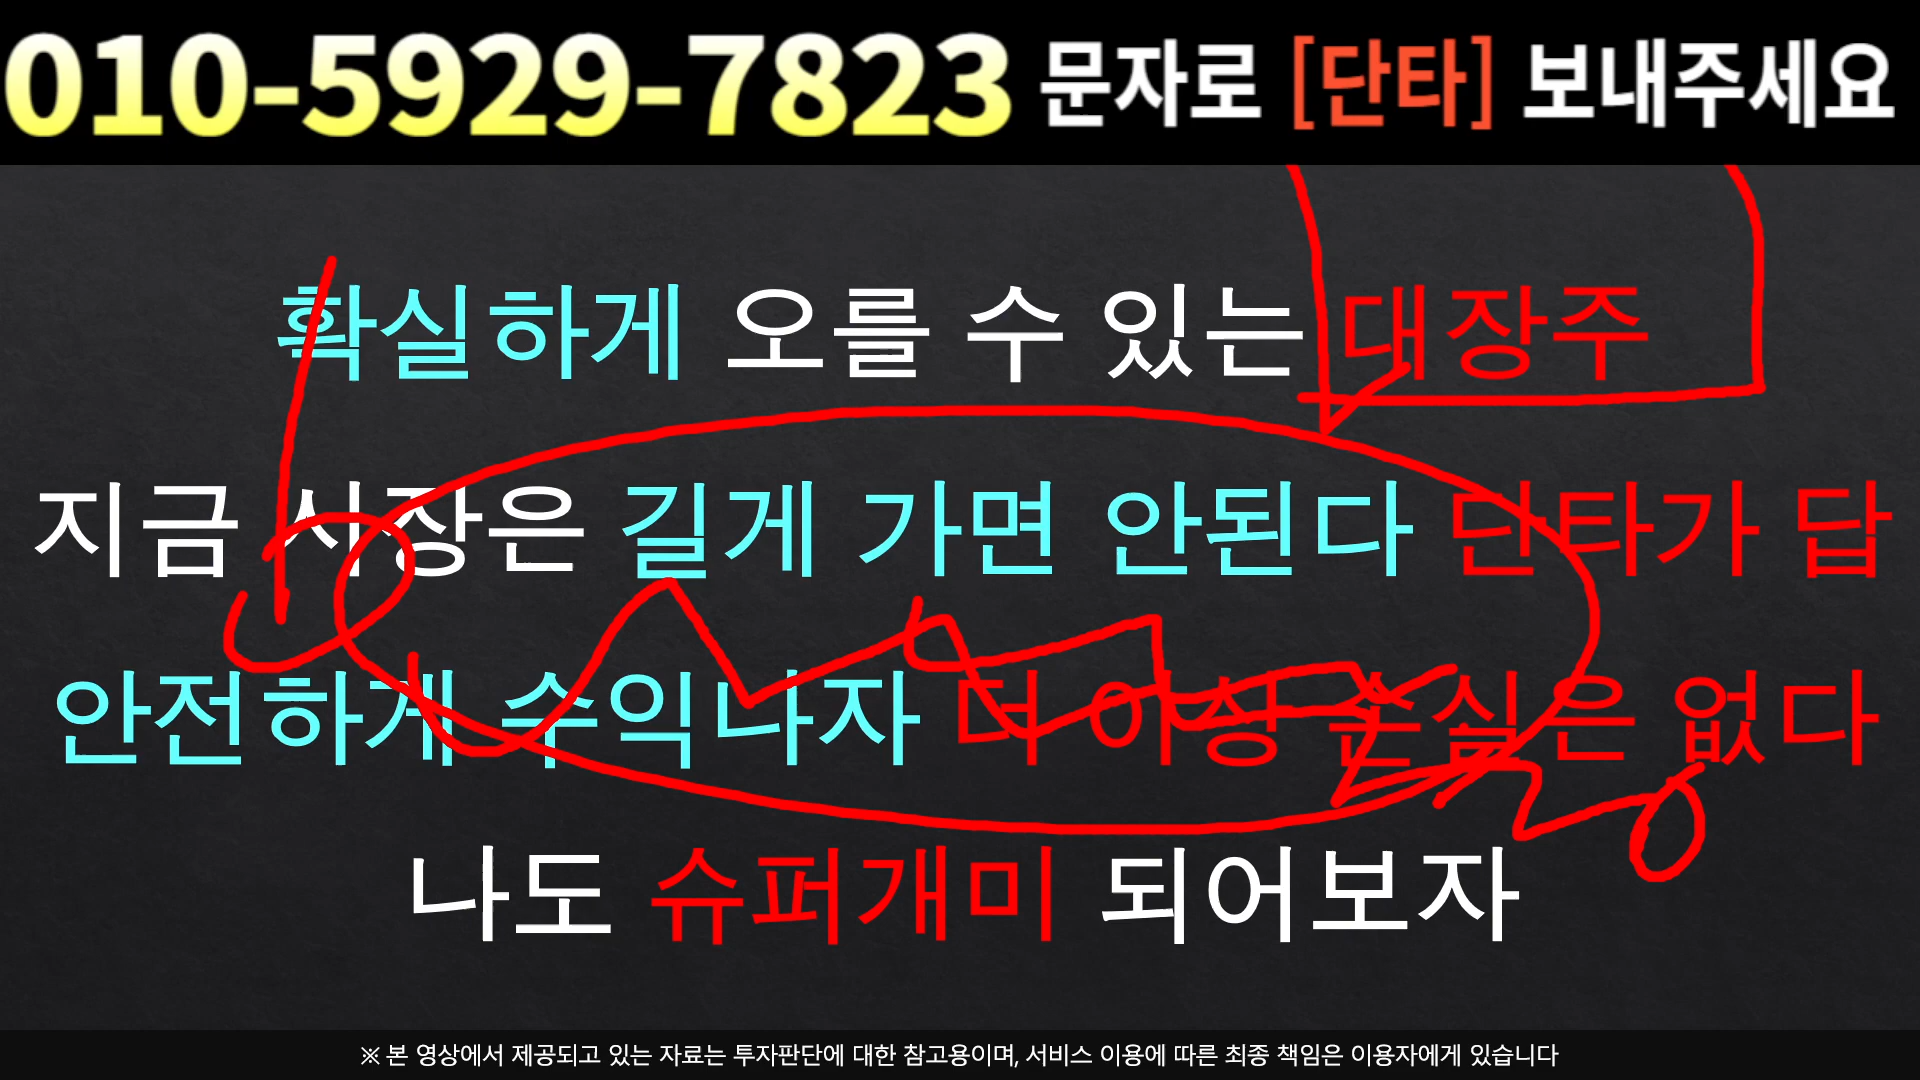 010-5929-7823 문자로 [단타] 보내주세요
확실하게 오를 수 있는 대장주
지금 시장은 길게 가면 안된다 단타가 답
안전하게 수익나자 더 이상 손실은 없다
나도 슈퍼개미 되어보자
※ 본 영상에서 제공되고 있는 자료는 투자판단에 대한 참고용이며, 서비스 이용에 따른 최종 책임은 이용자에게 있습니다